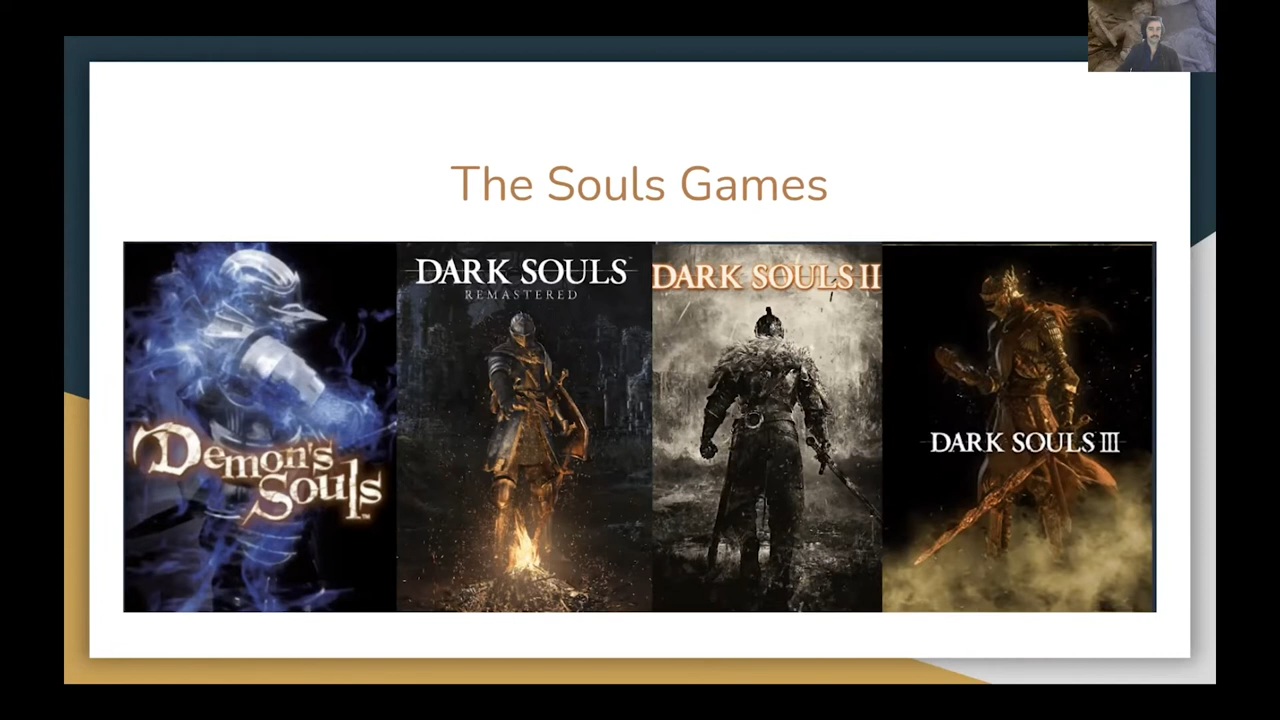 The Souls Games
Demon's
Souls
DARK SOULS
REMASTERED
DARK SOULS II
DARK SOULS III